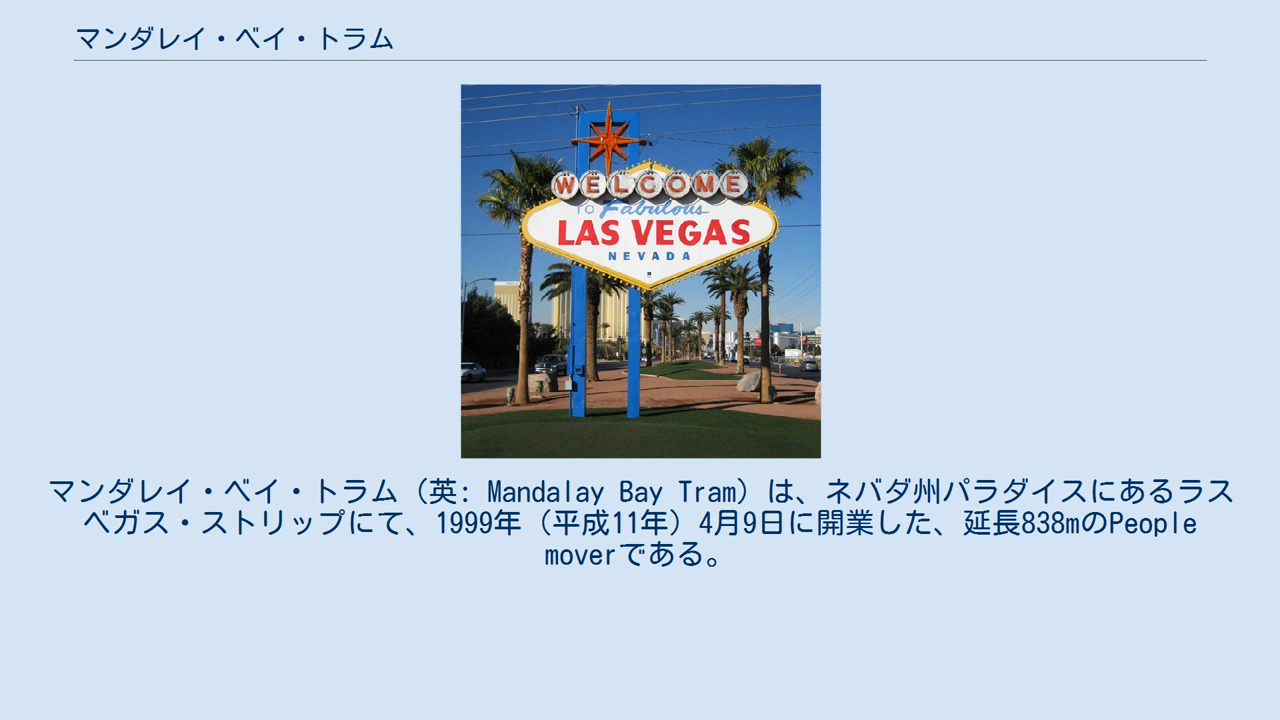 マンダレイ・ベイ・トラム
WELCOME
TO Fabulous
LAS VEGAS
NEVADA
マンダレイ・ベイ・トラム（英: Mandalay Bay Tram）は、ネバダ州パラダイスにあるラス
ベガス・ストリップにて、1999年（平成11年）4月9日に開業した、延長838mのPeople
moverである。